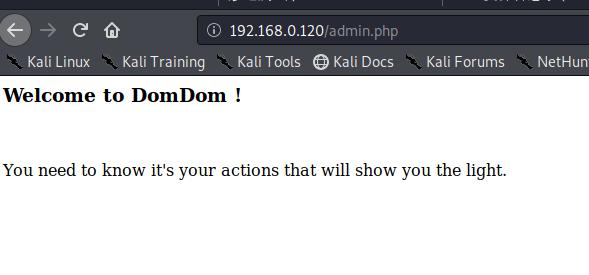 192.168.0.120/admin.php
Kali Linux Kali Training Kali Tools Kali Docs Kali Forums NetHun
Welcome to DomDom !
You need to know it's your actions that will show you the light.